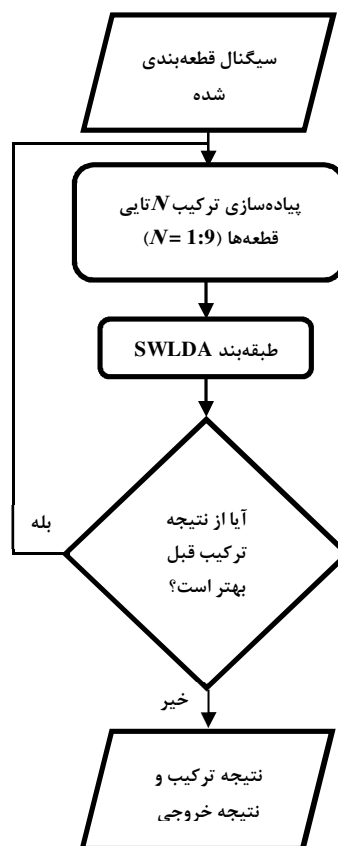 سیگنال قطعه‌بندی
شده
پیاده‌سازی ترکیب N تایی
قطعه‌ها (N= 1:9)
طبقه‌بند SWLDA
آیا از نتیجه
ترکیب قبل
بهتر است؟
بله
خیر
نتیجه ترکیب و
نتیجه خروجی